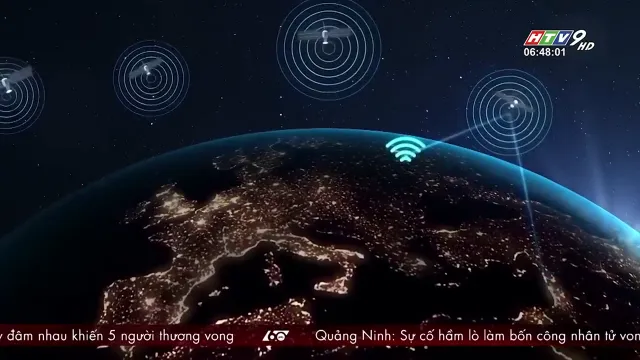 HTV9 HD
06:48:01
đâm nhau khiến 5 người thương vong 60 Quảng Ninh: Sự cố hầm lò làm bốn công nhân tử vong